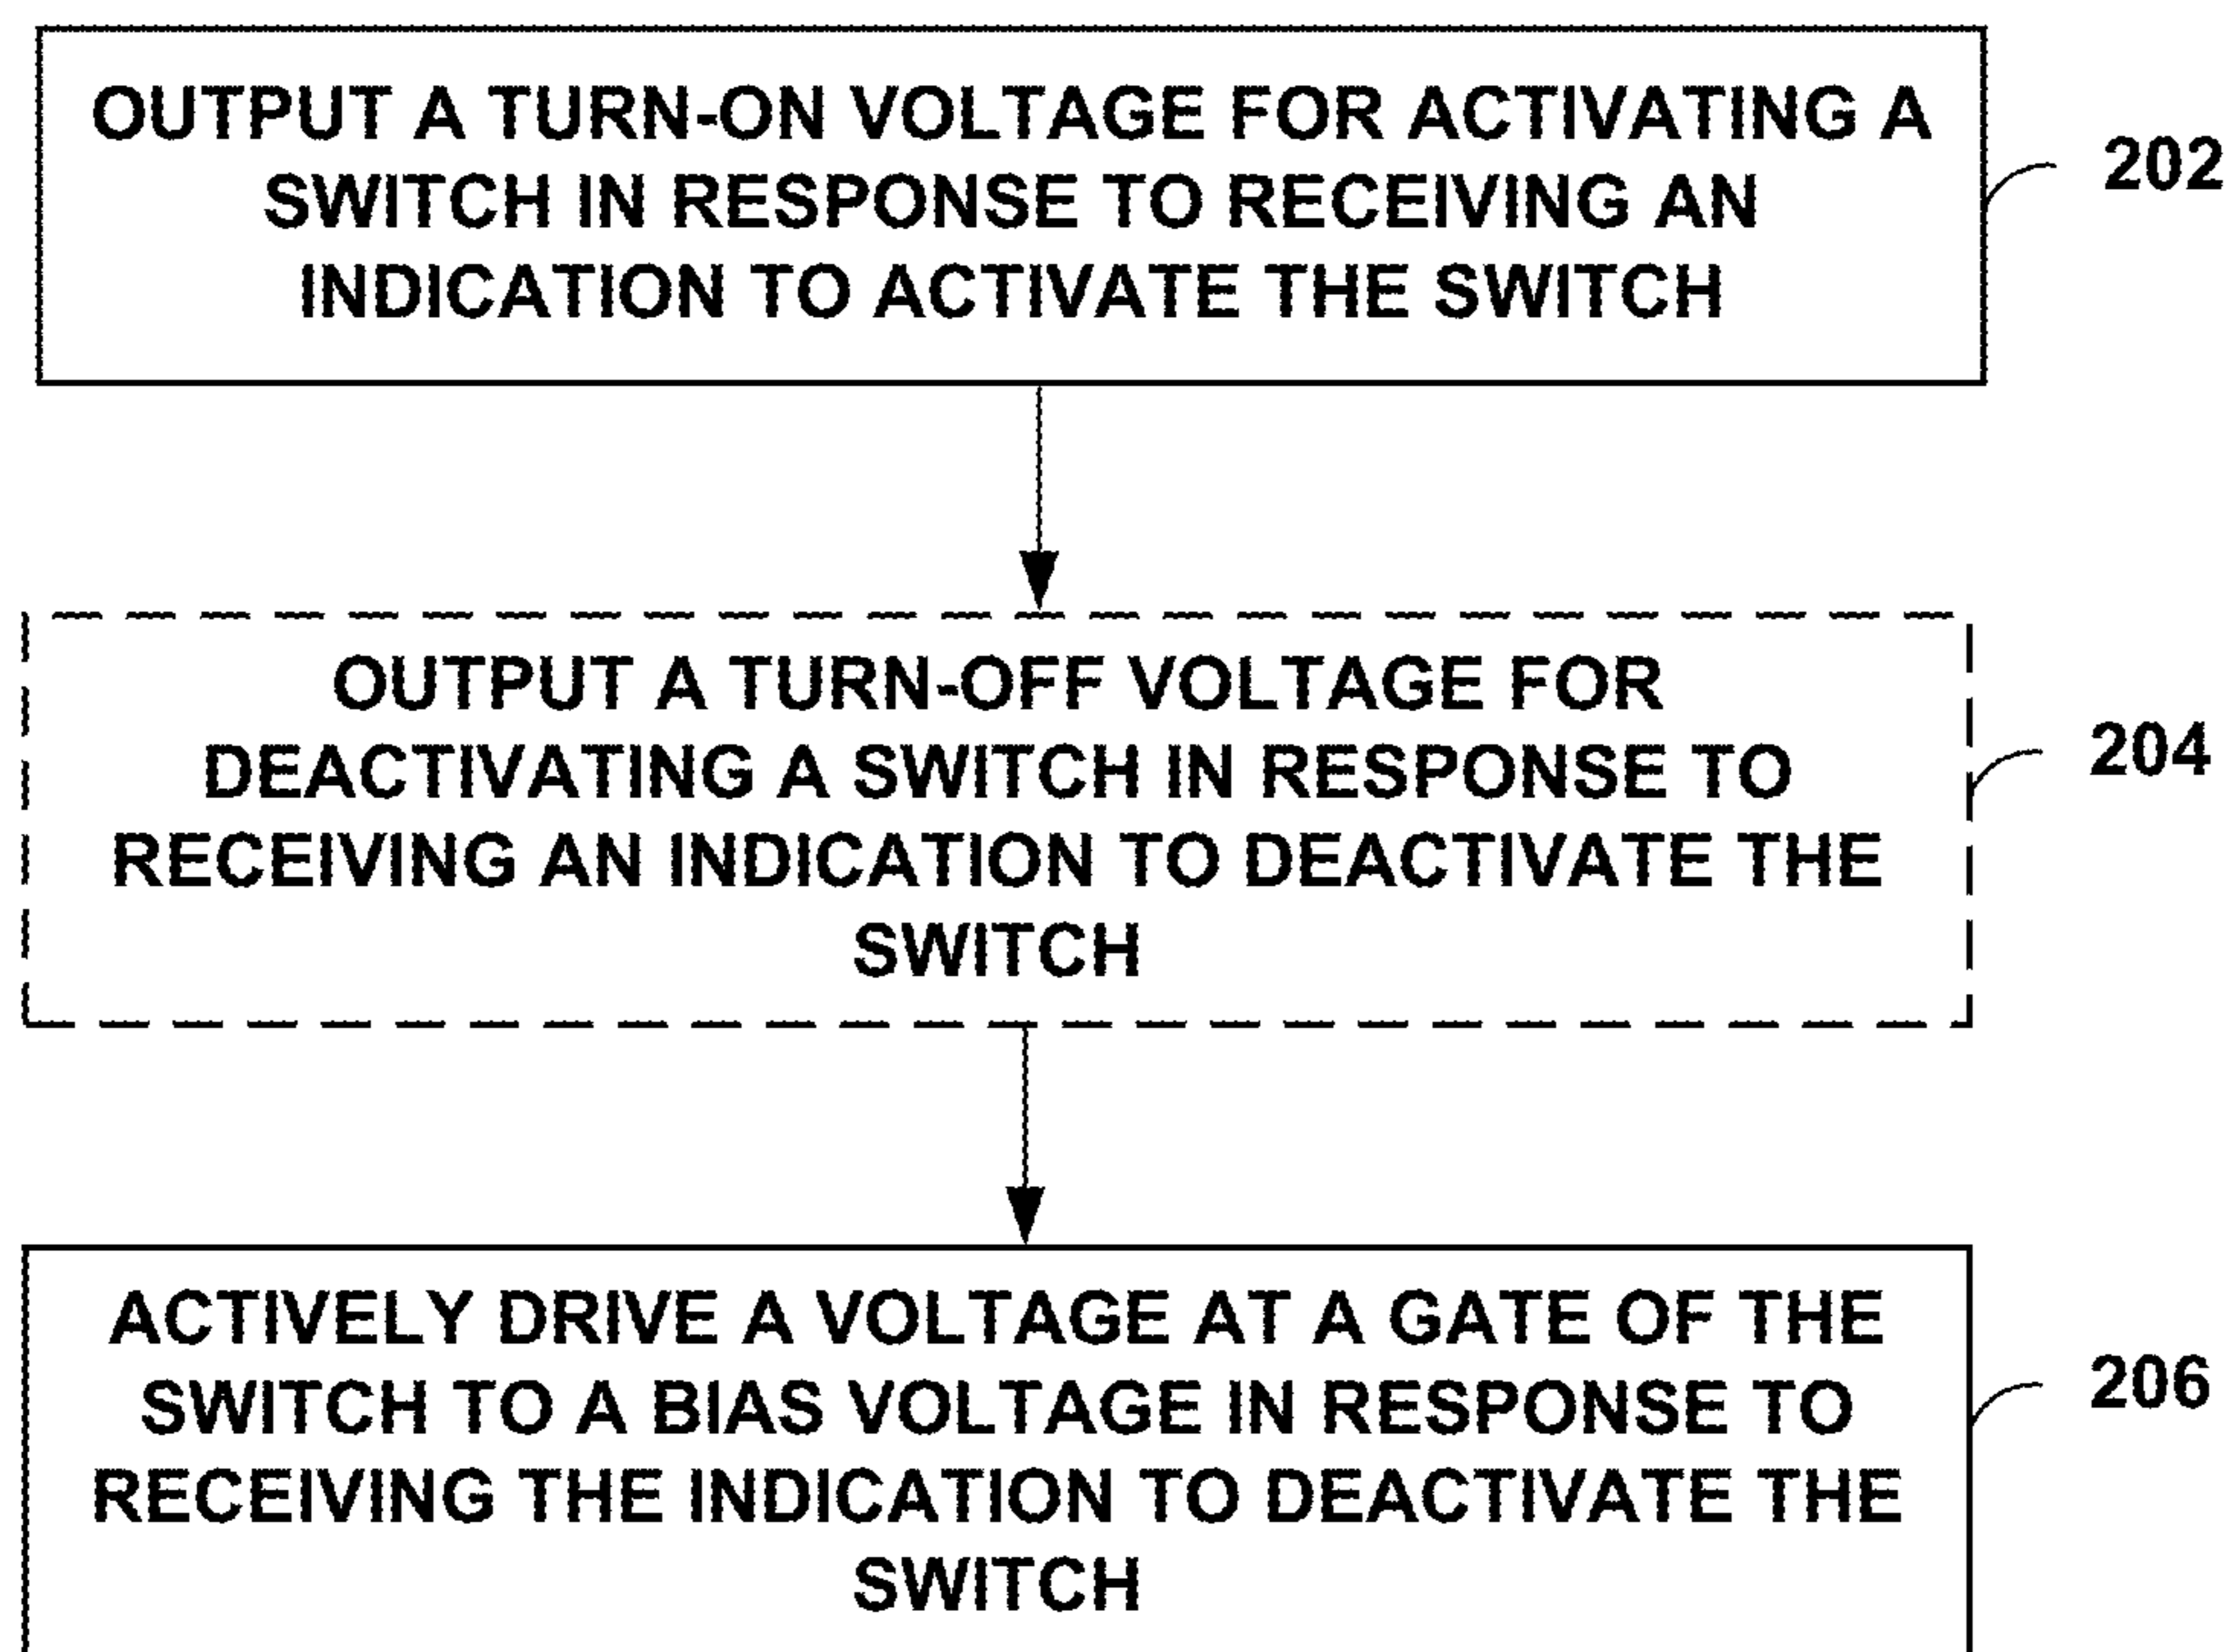 OUTPUT A TURN-ON VOLTAGE FOR ACTIVATING A
SWITCH IN RESPONSE TO RECEIVING AN
INDICATION TO ACTIVATE THE SWITCH
202
OUTPUT A TURN-OFF VOLTAGE FOR
DEACTIVATING A SWITCH IN RESPONSE TO
RECEIVING AN INDICATION TO DEACTIVATE THE
SWITCH
204
ACTIVELY DRIVE A VOLTAGE AT A GATE OF THE
SWITCH TO A BIAS VOLTAGE IN RESPONSE TO
RECEIVING THE INDICATION TO DEACTIVATE THE
SWITCH
206